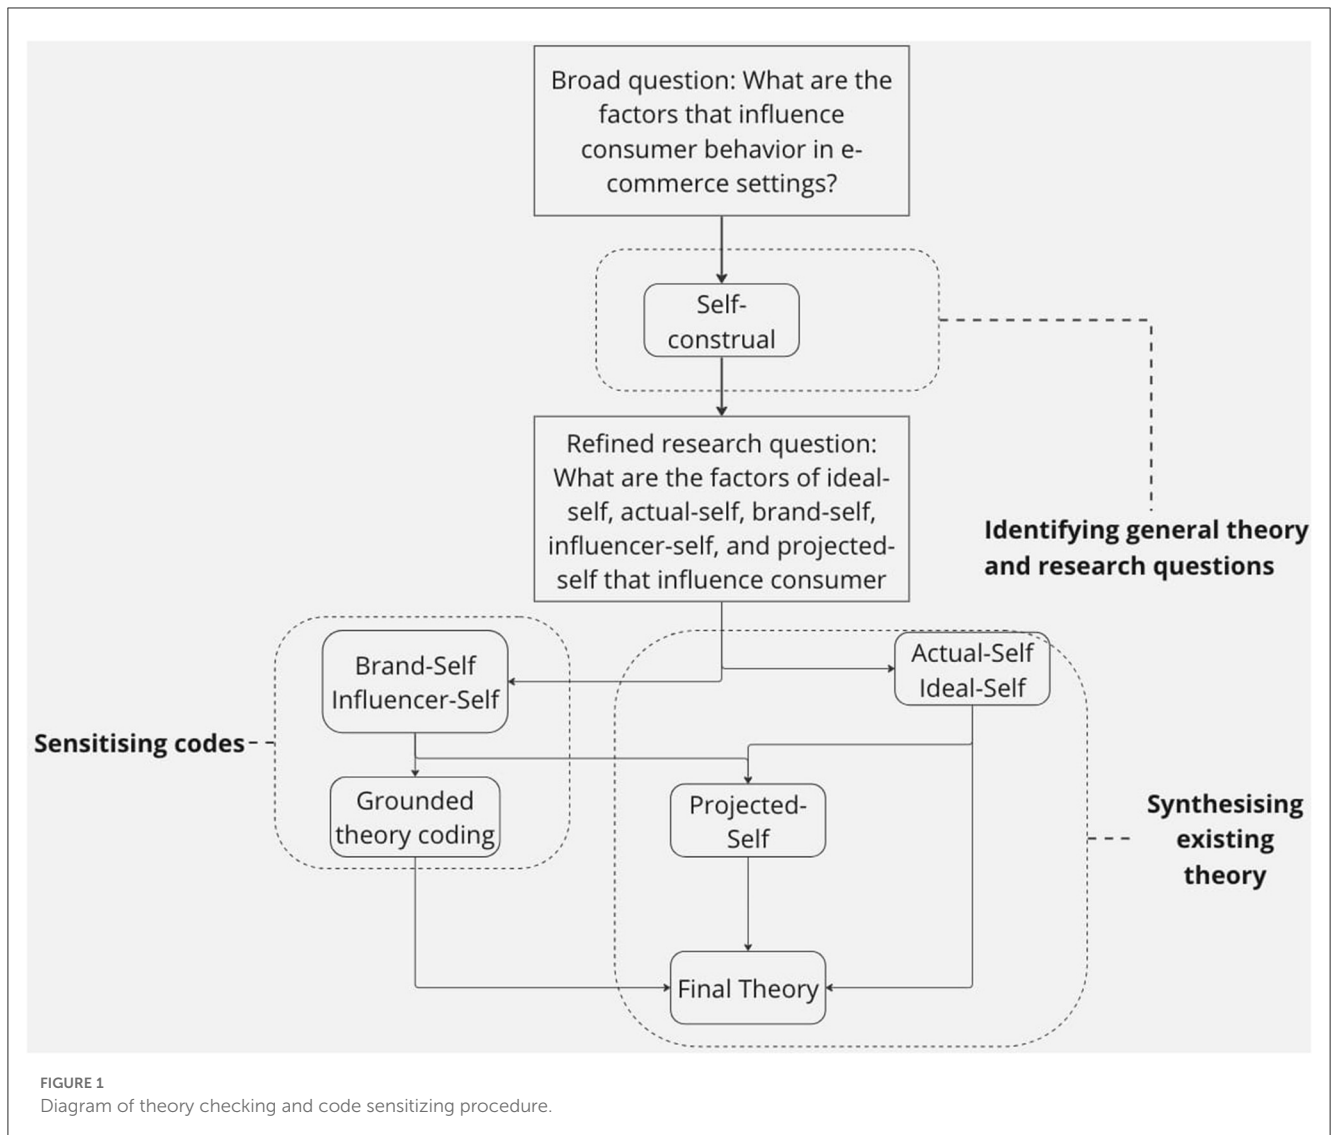 Broad question: What are the
factors that influence
consumer behavior in e-
commerce settings?
Self-
construal
Refined research question:
What are the factors of ideal-
self, actual-self, brand-self,
influencer-self, and projected-
self that influence consumer
Identifying general theory
and research questions
Brand-Self
Influencer-Self
Actual-Self
Ideal-Self
Sensitising codes
Grounded
theory coding
Projected-
Self
Synthesising
existing
theory
Final Theory
FIGURE 1
Diagram of theory checking and code sensitizing procedure.